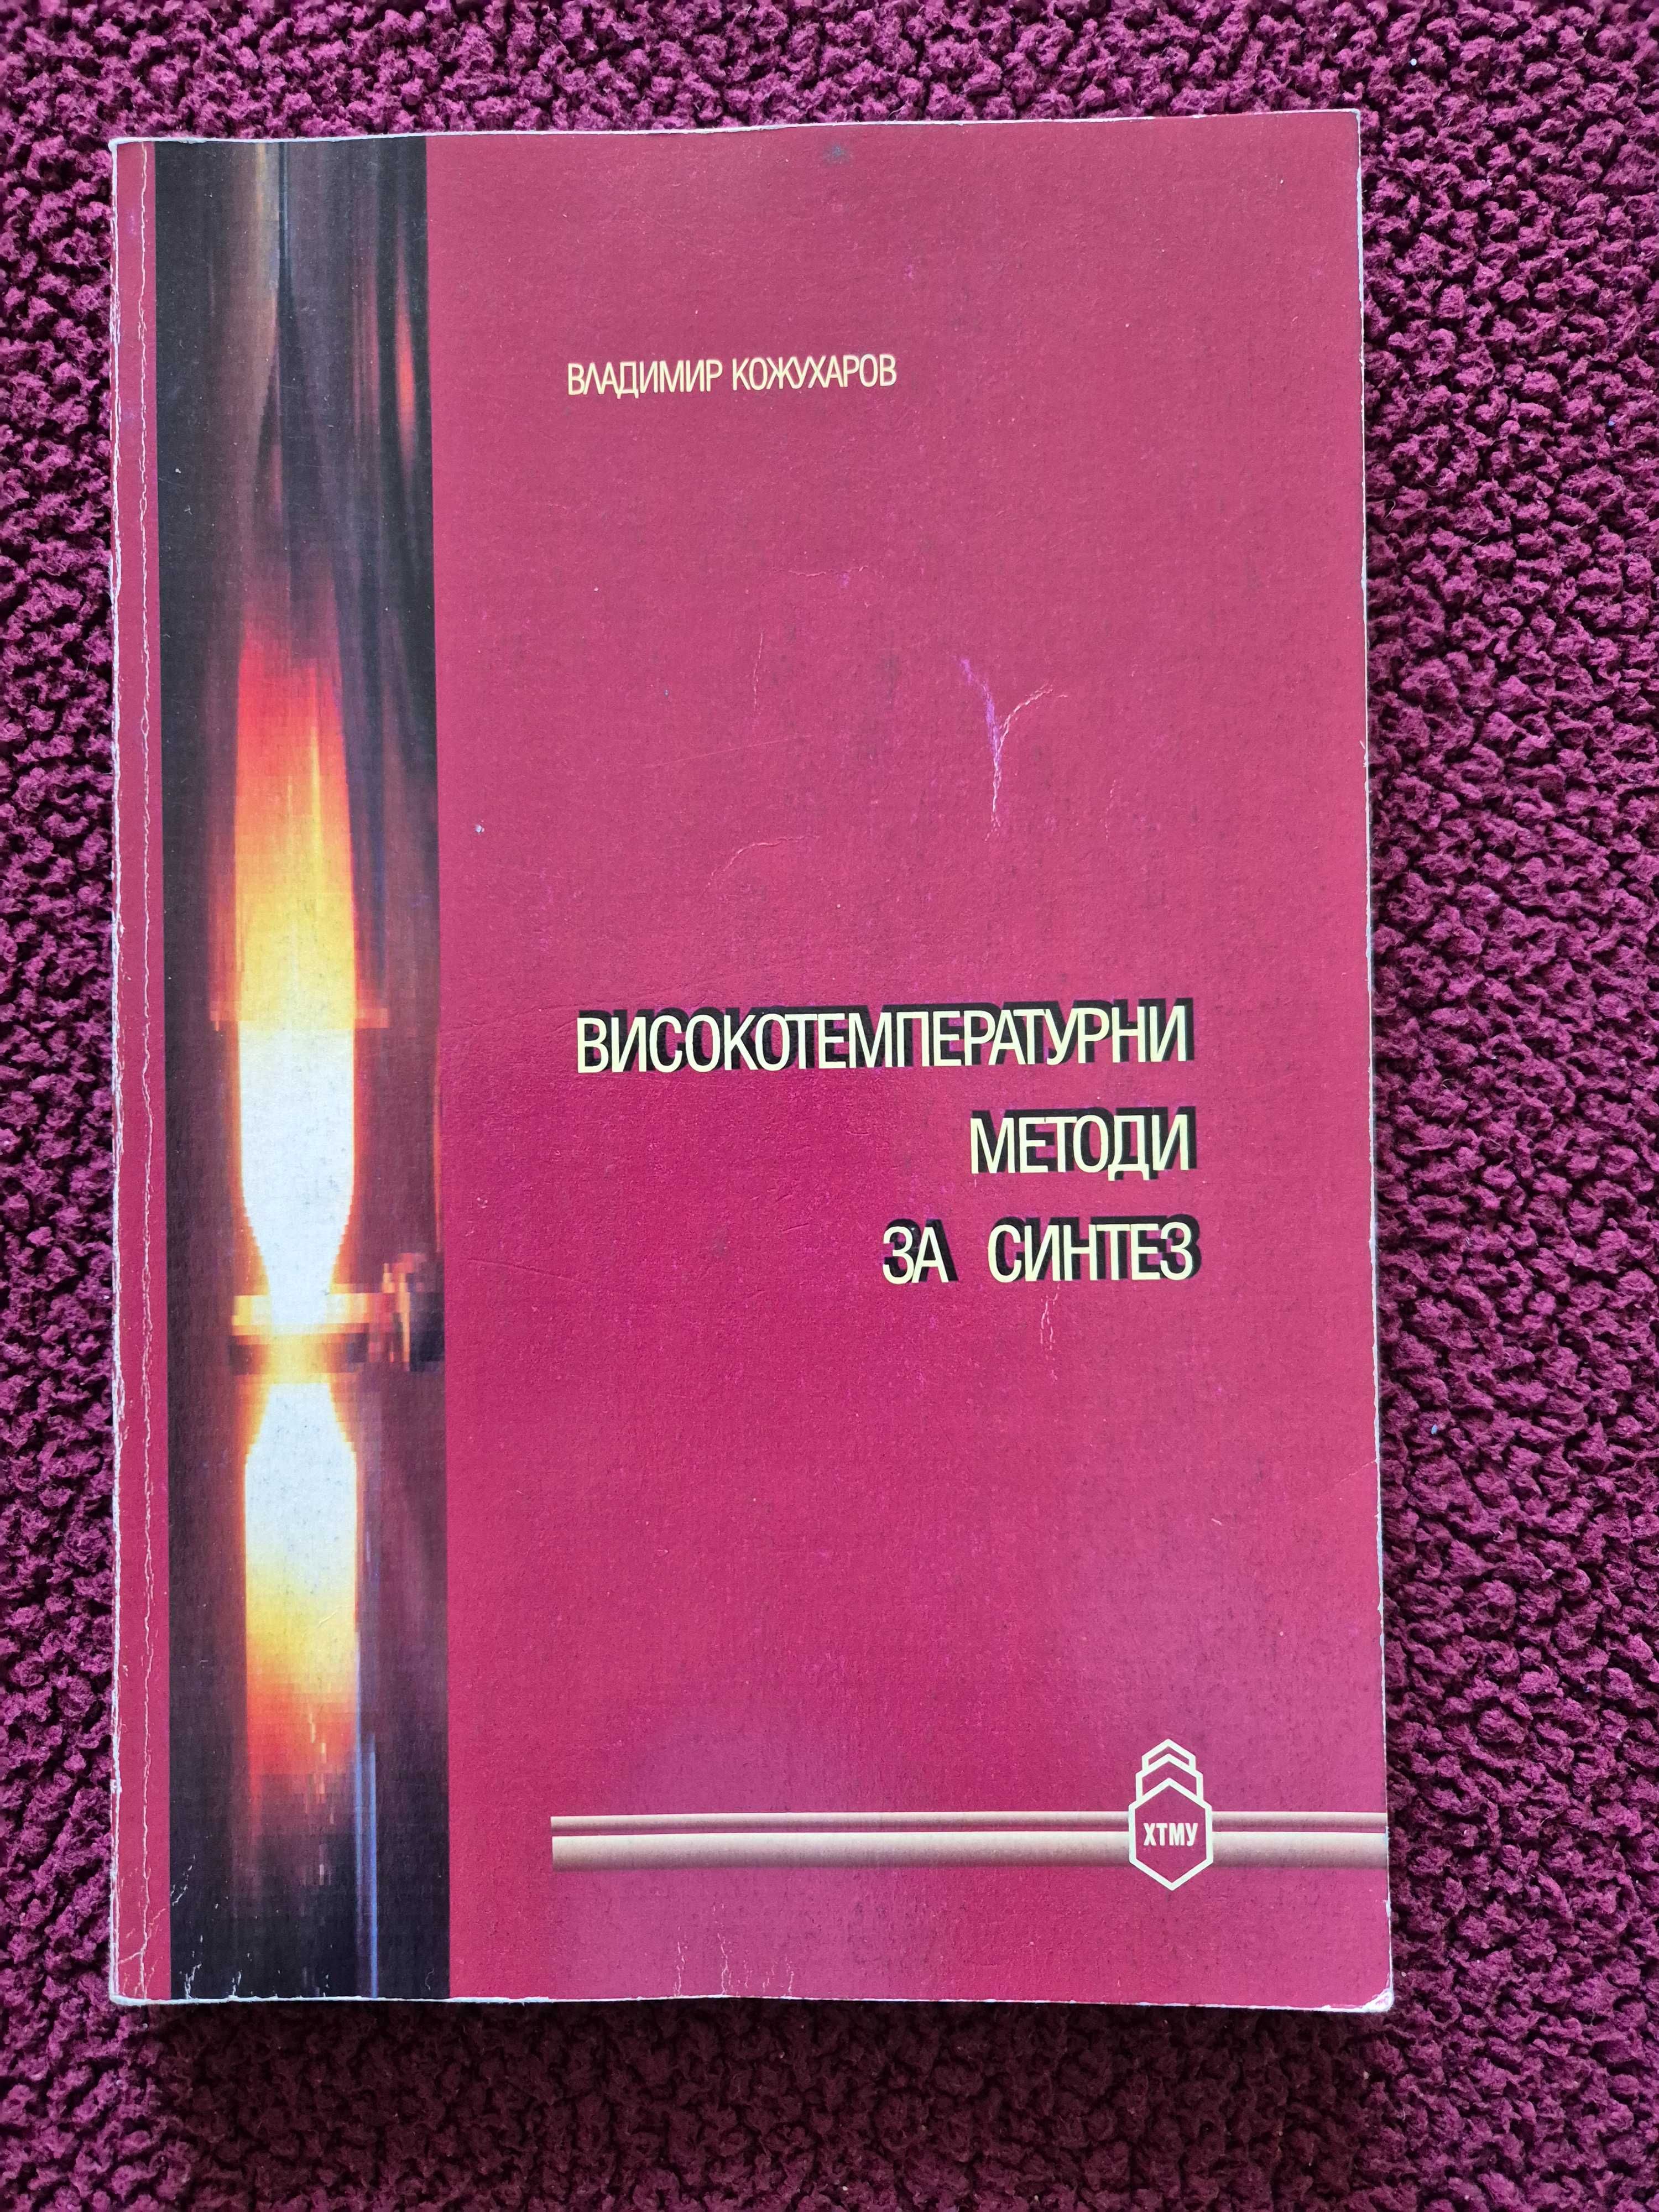 ВЛАДИМИР КОЖУХАРОВ
ВИСОКОТЕМПЕРАТУРНИ
МЕТОДИ
ЗА СИНТЕЗ
ХТМУ